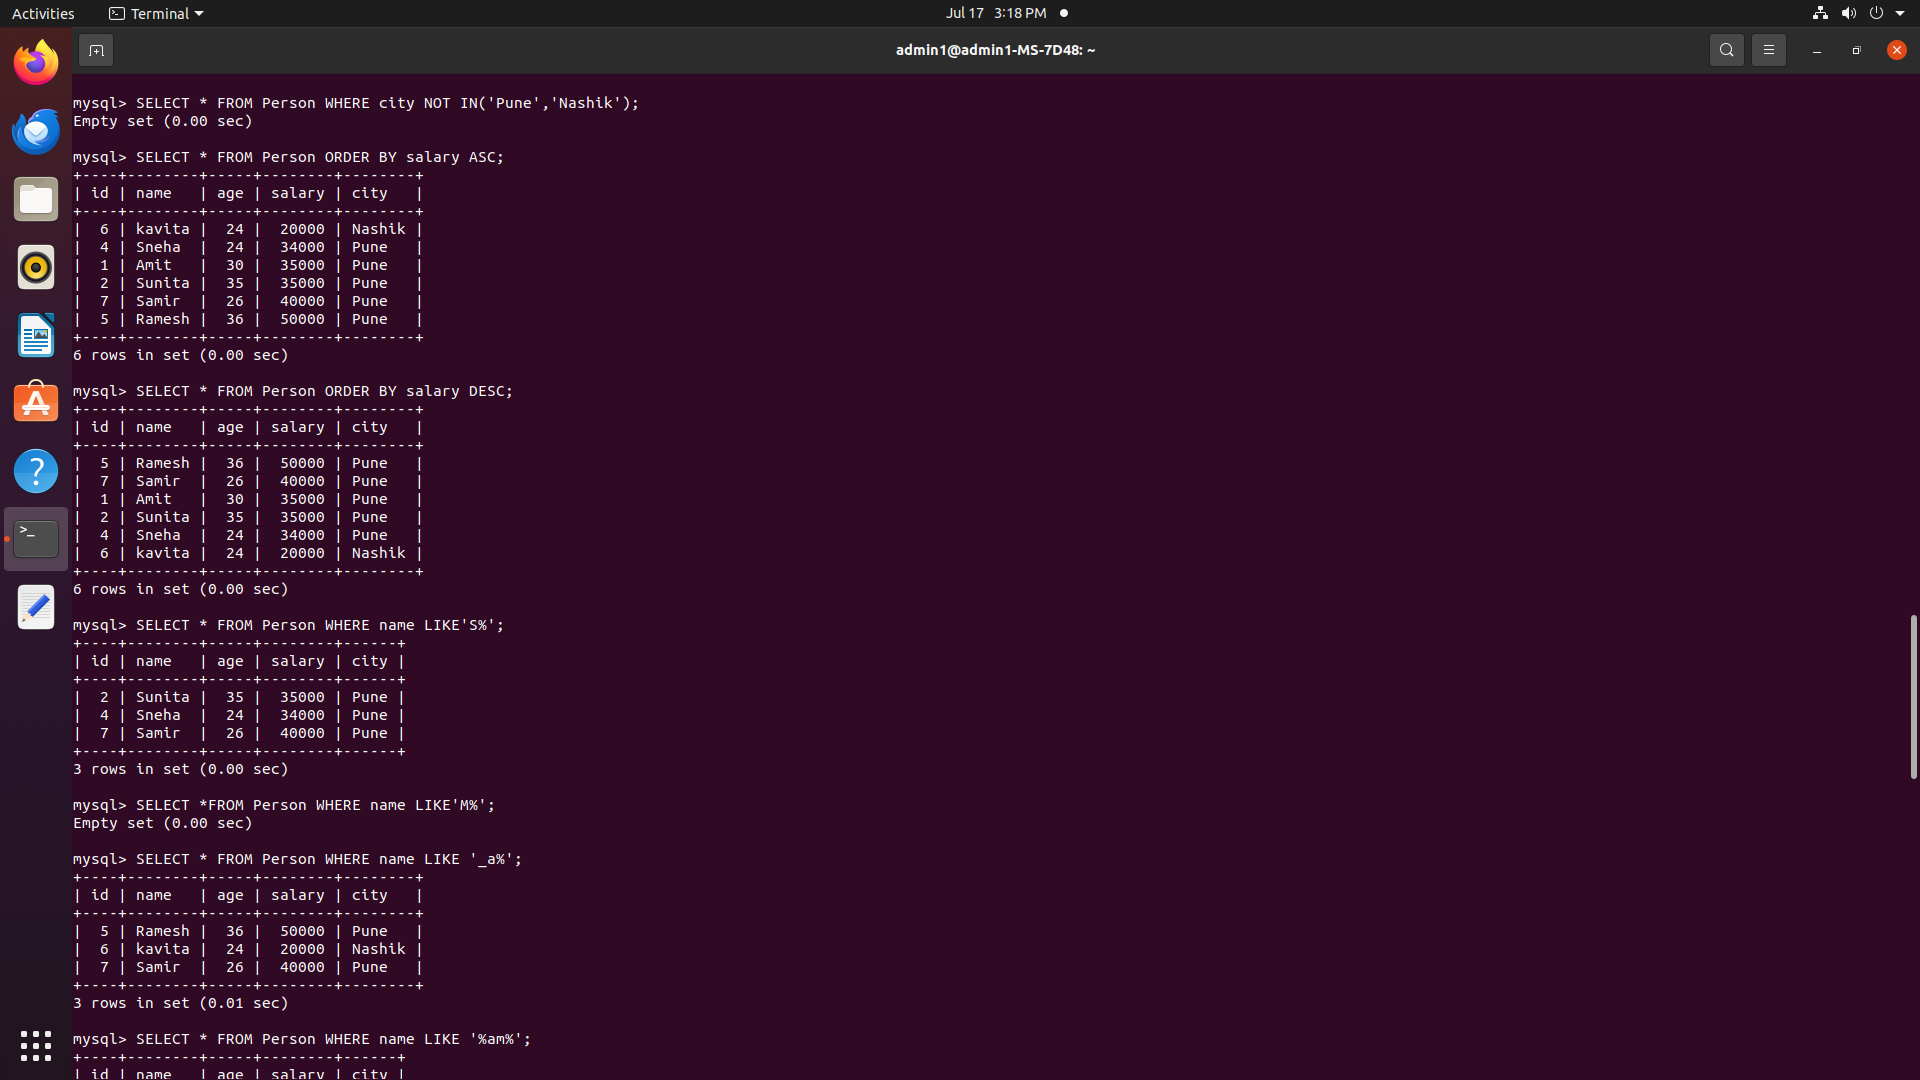 Activities Terminal Jul 17 3:18 PM
admin1@admin1-MS-7D48: ~
mysql> SELECT * FROM Person WHERE city NOT IN('Pune','Nashik');
Empty set (0.00 sec)
mysql> SELECT * FROM Person ORDER BY salary ASC;
+----+--------+-----+--------+--------+
| id | name   | age | salary | city   |
+----+--------+-----+--------+--------+
|  6 | kavita |  24 |  20000 | Nashik |
|  4 | Sneha  |  24 |  34000 | Pune   |
|  1 | Amit   |  30 |  35000 | Pune   |
|  2 | Sunita |  35 |  35000 | Pune   |
|  7 | Samir  |  26 |  40000 | Pune   |
|  5 | Ramesh |  36 |  50000 | Pune   |
+----+--------+-----+--------+--------+
6 rows in set (0.00 sec)
mysql> SELECT * FROM Person ORDER BY salary DESC;
+----+--------+-----+--------+--------+
| id | name   | age | salary | city   |
+----+--------+-----+--------+--------+
|  5 | Ramesh |  36 |  50000 | Pune   |
|  7 | Samir  |  26 |  40000 | Pune   |
|  1 | Amit   |  30 |  35000 | Pune   |
|  2 | Sunita |  35 |  35000 | Pune   |
|  4 | Sneha  |  24 |  34000 | Pune   |
|  6 | kavita |  24 |  20000 | Nashik |
+----+--------+-----+--------+--------+
6 rows in set (0.00 sec)
mysql> SELECT * FROM Person WHERE name LIKE'S%';
+----+--------+-----+--------+------+
| id | name   | age | salary | city |
+----+--------+-----+--------+------+
|  2 | Sunita |  35 |  35000 | Pune |
|  4 | Sneha  |  24 |  34000 | Pune |
|  7 | Samir  |  26 |  40000 | Pune |
+----+--------+-----+--------+------+
3 rows in set (0.00 sec)
mysql> SELECT *FROM Person WHERE name LIKE'M%';
Empty set (0.00 sec)
mysql> SELECT * FROM Person WHERE name LIKE '_a%';
+----+--------+-----+--------+--------+
| id | name   | age | salary | city   |
+----+--------+-----+--------+--------+
|  5 | Ramesh |  36 |  50000 | Pune   |
|  6 | kavita |  24 |  20000 | Nashik |
|  7 | Samir  |  26 |  40000 | Pune   |
+----+--------+-----+--------+--------+
3 rows in set (0.01 sec)
mysql> SELECT * FROM Person WHERE name LIKE '%am%';
+----+--------+-----+--------+------+
| id | name   | age | salary | city |